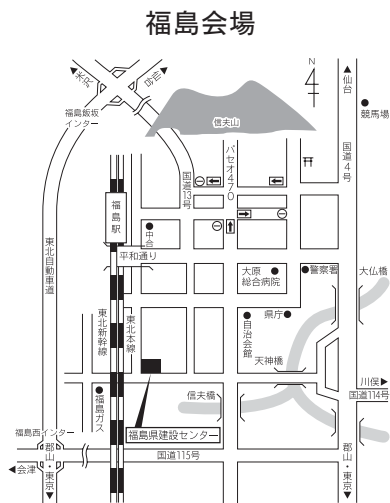 福島会場
N
▲仙台
競馬場
国道4号
◀米沢
白石▶
福島飯坂
インター
信夫山
国道13号
パセオ470
福島駅
中合
平和通り
東北自動車道
東北新幹線
東北本線
大原
総合病院
警察署
大仏橋
県庁
自治会館
天神橋
川俣▶
国道114号
福島ガス
信夫橋
福島県建設センター
福島西インター
◀会津
郡山・東京▼
国道115号
郡山・東京▼